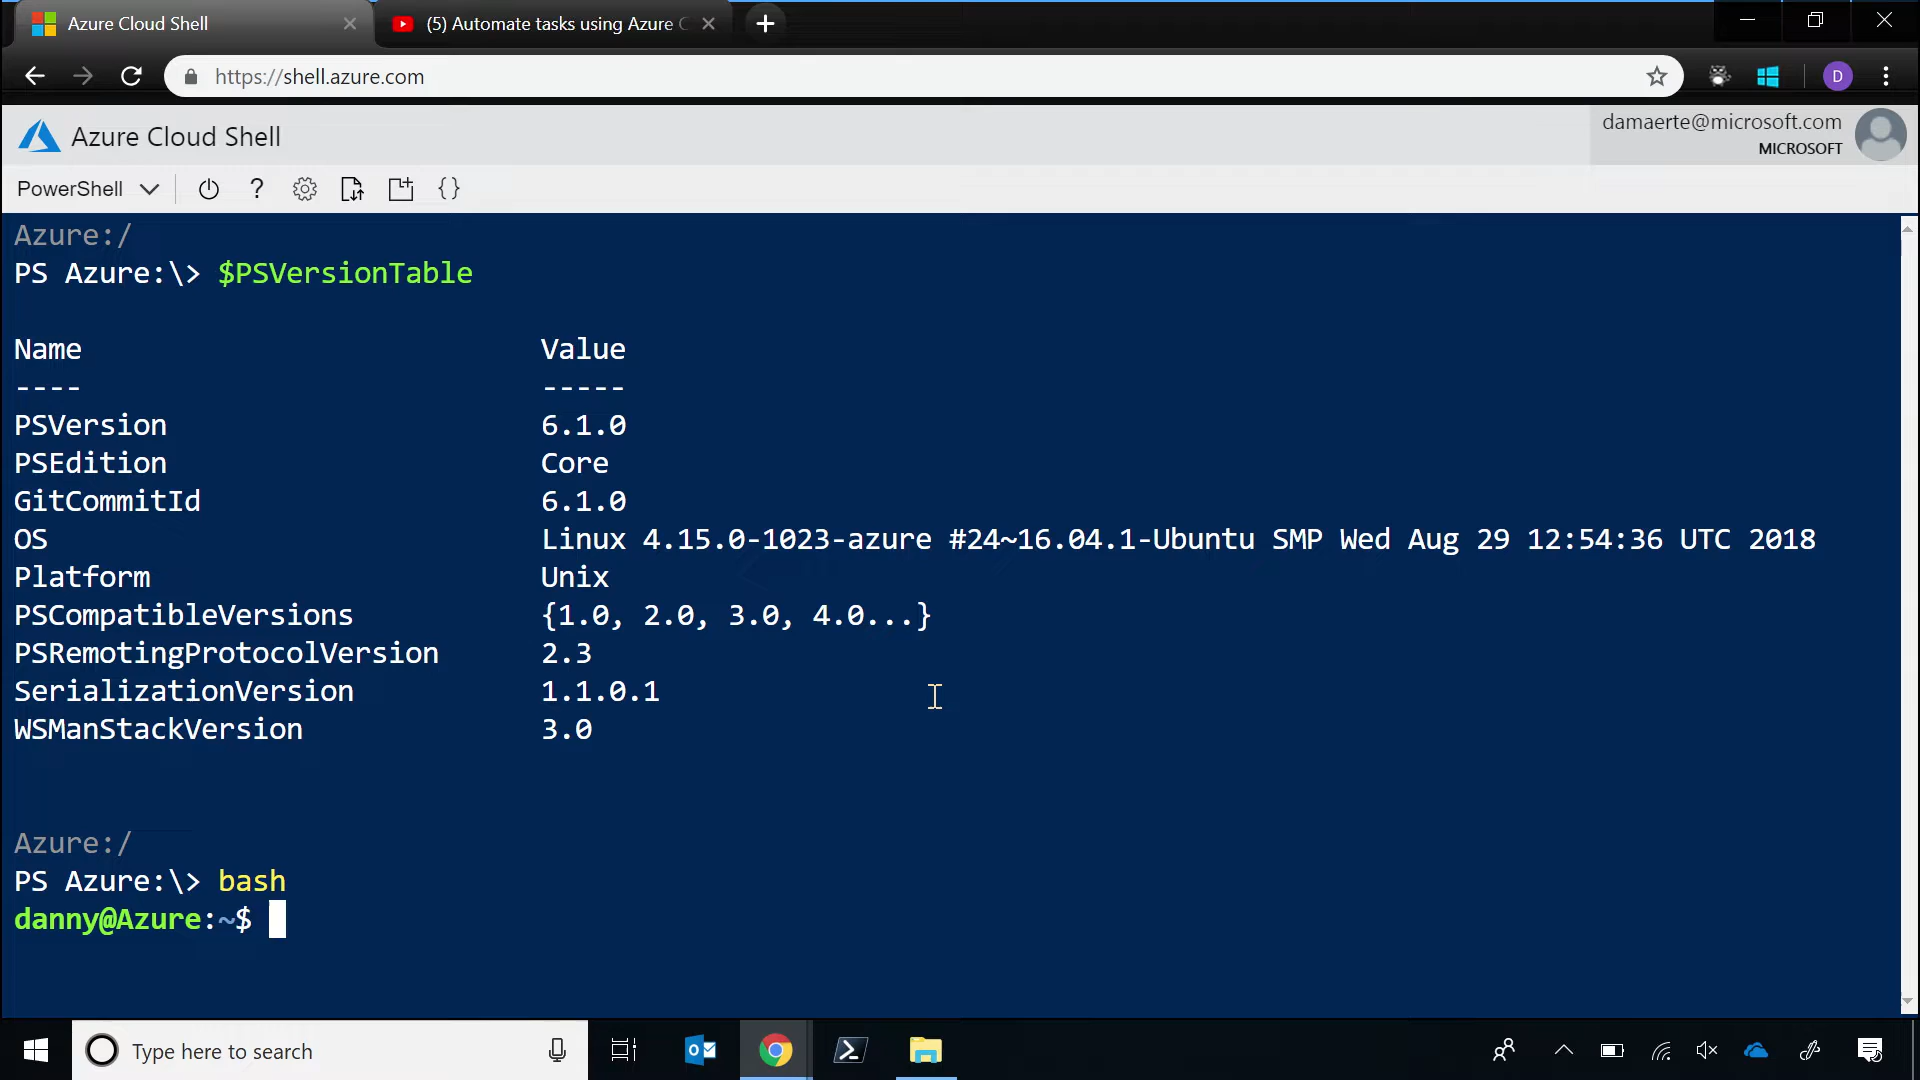 Azure Cloud Shell
(5) Automate tasks using Azure C
https://shell.azure.com
D
Azure Cloud Shell
damaerte@microsoft.com
MICROSOFT
PowerShell
?
{}
Azure:/
PS Azure:\> $PSVersionTable
Name Value
---- -----
PSVersion 6.1.0
PSEdition Core
GitCommitId 6.1.0
OS Linux 4.15.0-1023-azure #24~16.04.1-Ubuntu SMP Wed Aug 29 12:54:36 UTC 2018
Platform Unix
PSCompatibleVersions {1.0, 2.0, 3.0, 4.0...}
PSRemotingProtocolVersion 2.3
SerializationVersion 1.1.0.1
WSManStackVersion 3.0
Azure:/
PS Azure:\> bash
danny@Azure:~$
Type here to search